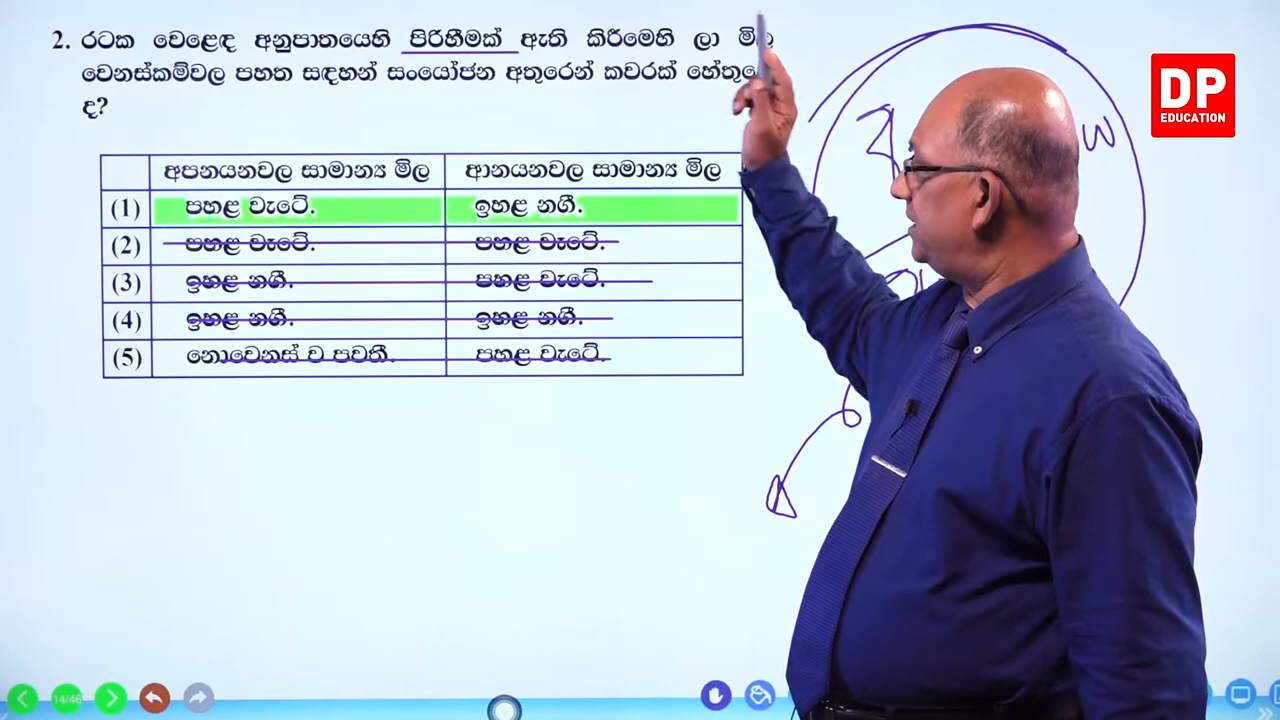 2. රටක වෙළෙඳ අනුපාතයෙහි පිරිහීමක් ඇති කිරීමෙහි ලා මිල
වෙනස්කම්වල පහත සඳහන් සංයෝජන අතුරෙන් කවරක් හේතුවේ
ද?
අපනයනවල සාමාන්‍ය මිල ආනයනවල සාමාන්‍ය මිල
(1) පහළ වැටේ. ඉහළ නගී.
(2) පහළ වැටේ. පහළ වැටේ.
(3) ඉහළ නගී. පහළ වැටේ.
(4) ඉහළ නගී. ඉහළ නගී.
(5) නොවෙනස් ව පවතී. පහළ වැටේ.
DP
EDUCATION
14/46